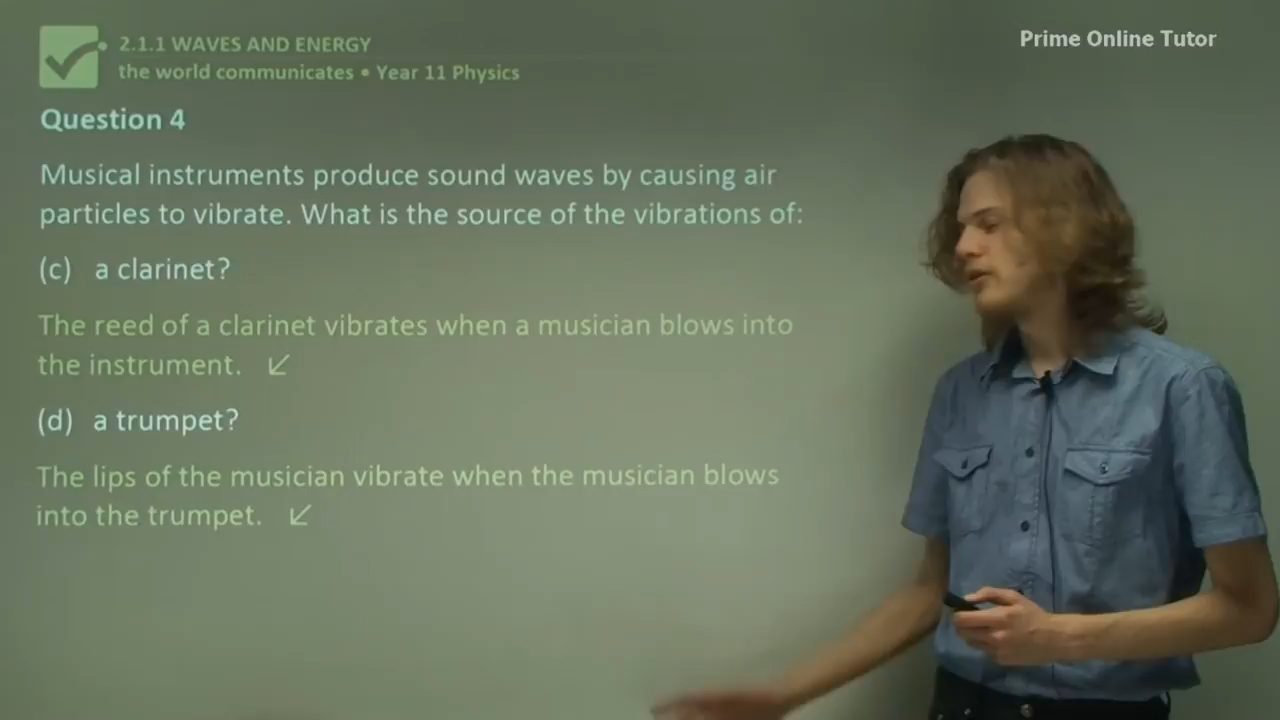 2.1.1 WAVES AND ENERGY
the world communicates • Year 11 Physics
Prime Online Tutor
Question 4
Musical instruments produce sound waves by causing air
particles to vibrate. What is the source of the vibrations of:
(c) a clarinet?
The reed of a clarinet vibrates when a musician blows into
the instrument. ↙
(d) a trumpet?
The lips of the musician vibrate when the musician blows
into the trumpet. ↙